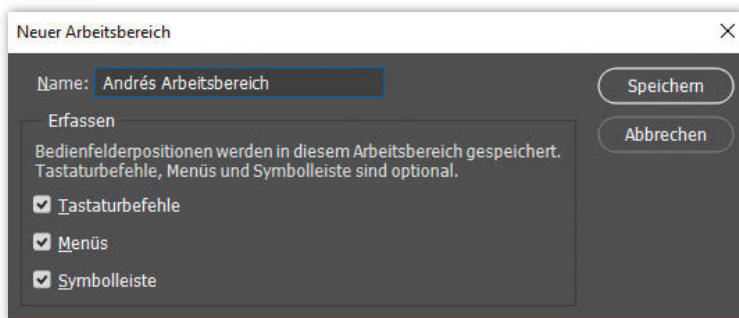 Neuer Arbeitsbereich
Name: Andrés Arbeitsbereich
Speichern
Erfassen
Abbrechen
Bedienfelderpositionen werden in diesem Arbeitsbereich gespeichert.
Tastaturbefehle, Menüs und Symbolleiste sind optional.
Tastaturbefehle
Menüs
Symbolleiste